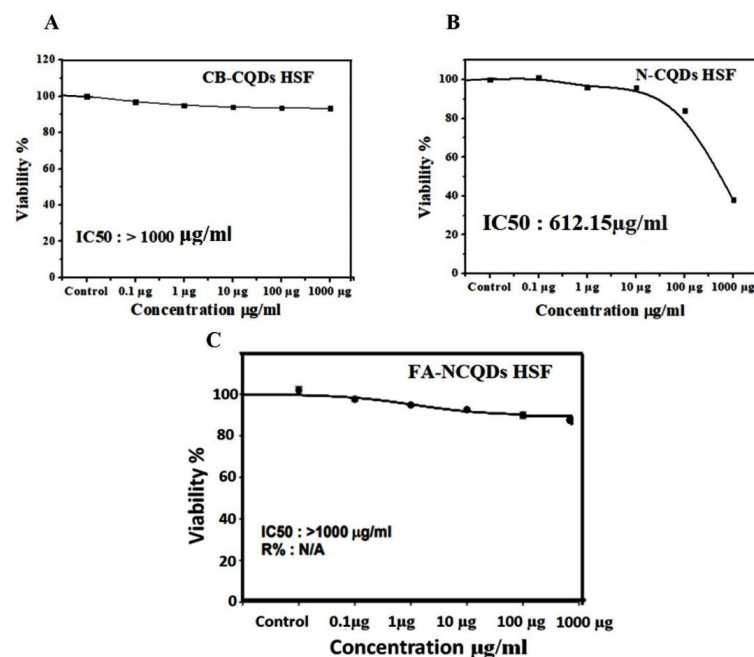 A
CB-CQDs HSF
Viability %
120
100
80
60
40
20
0
IC50 : > 1000 µg/ml
Control 0.1 µg 1 µg 10 µg 100 µg 1000 µg
Concentration µg/ml
B
N-CQDs HSF
Viability %
100
80
60
40
20
0
IC50 : 612.15µg/ml
Control 0.1 µg 1 µg 10 µg 100 µg 1000 µg
Concentration µg/ml
C
FA-NCQDs HSF
Viability %
100
80
60
40
20
0
IC50 : >1000 µg/ml
R% : N/A
Control 0.1µg 1µg 10 µg 100 µg 1000 µg
Concentration µg/ml